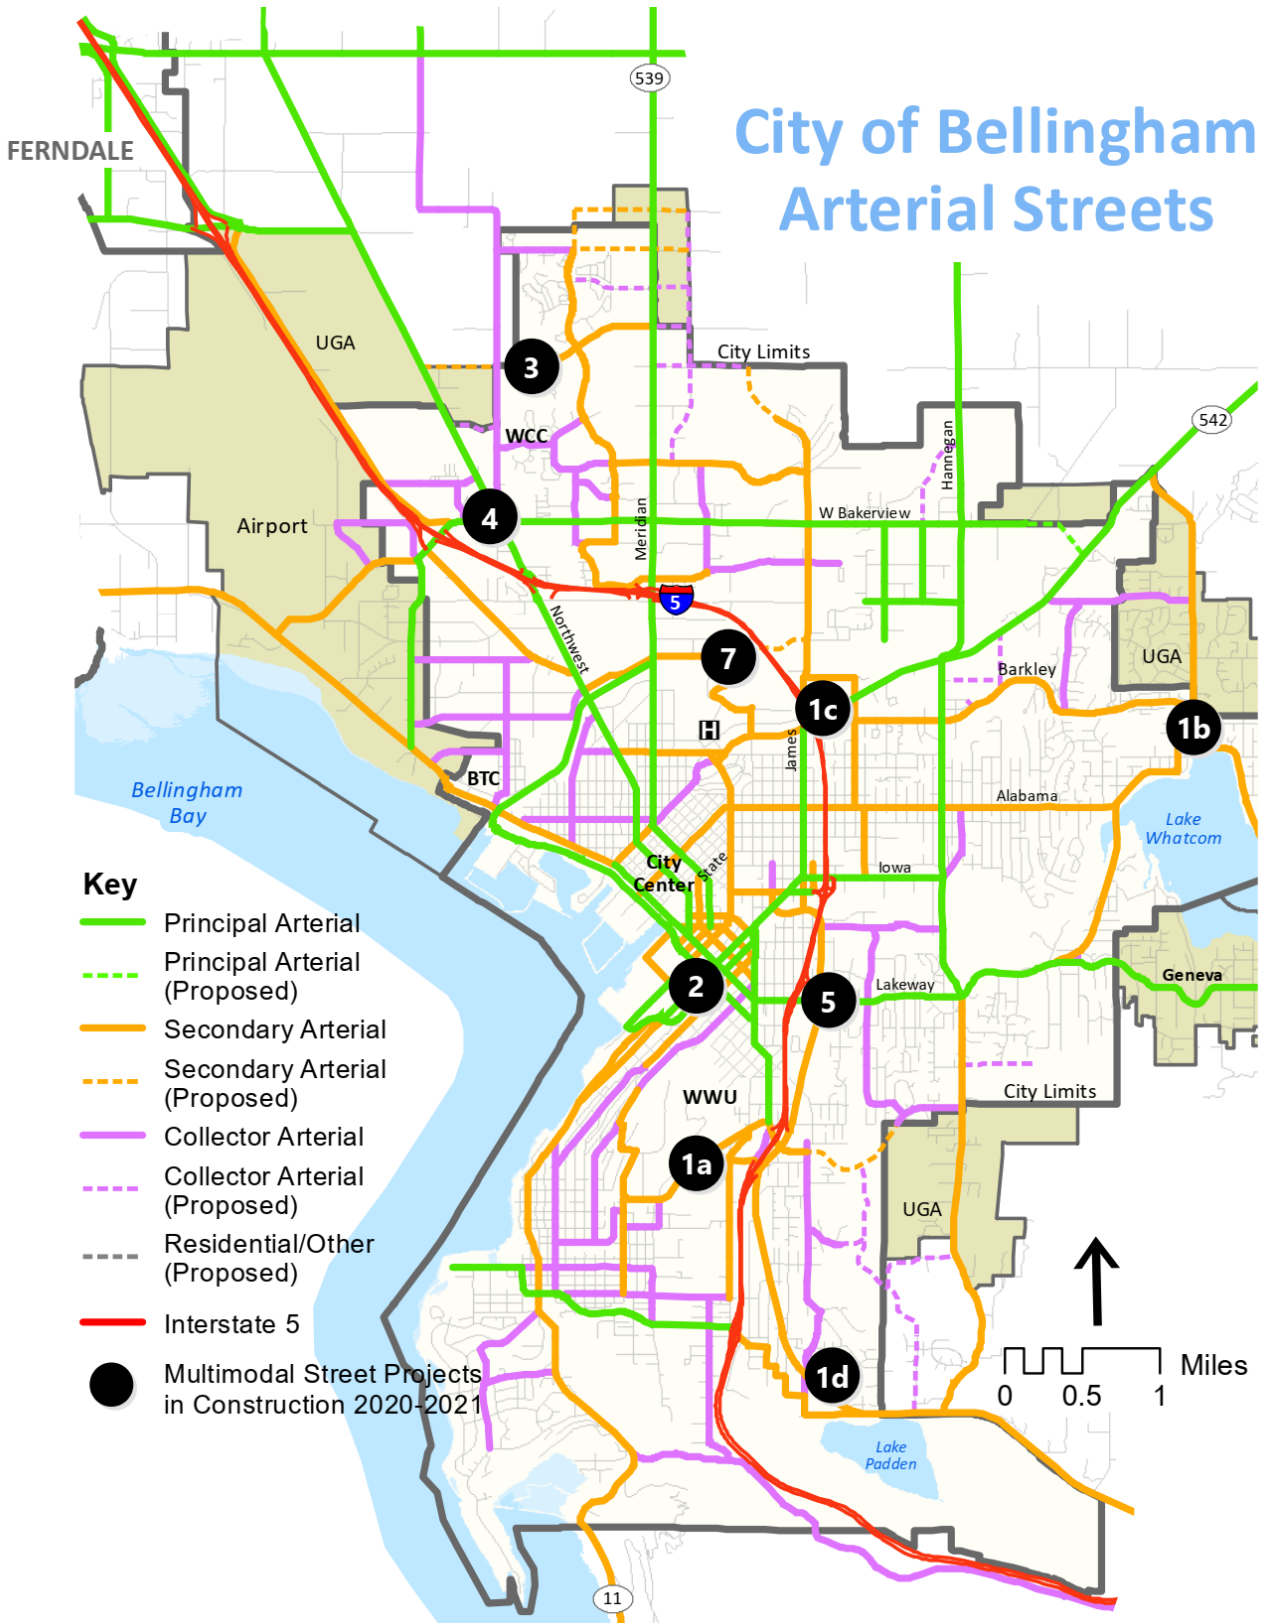 539
City of Bellingham
Arterial Streets
FERNDALE
UGA
City Limits
3
542
WCC
Hannegan
4
W Bakerview
Airport
Meridian
5
Northwest
7
Barkley
UGA
1c
1b
H
James
BTC
Bellingham
Bay
Alabama
Lake
Whatcom
City
Center
State
Iowa
Key
Principal Arterial
Principal Arterial
(Proposed)
Secondary Arterial
Secondary Arterial
(Proposed)
Collector Arterial
Collector Arterial
(Proposed)
Residential/Other
(Proposed)
Interstate 5
Multimodal Street Projects
in Construction 2020-2021
2
5
Lakeway
Geneva
WWU
City Limits
1a
UGA
1d
Miles
0 0.5 1
Lake
Padden
11